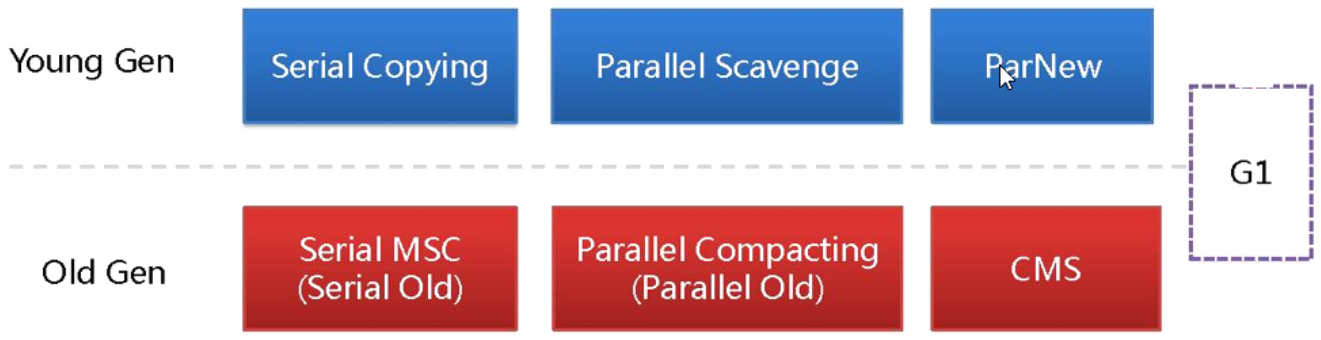 Young Gen
Serial Copying
Parallel Scavenge
ParNew
G1
Old Gen
Serial MSC
(Serial Old)
Parallel Compacting
(Parallel Old)
CMS